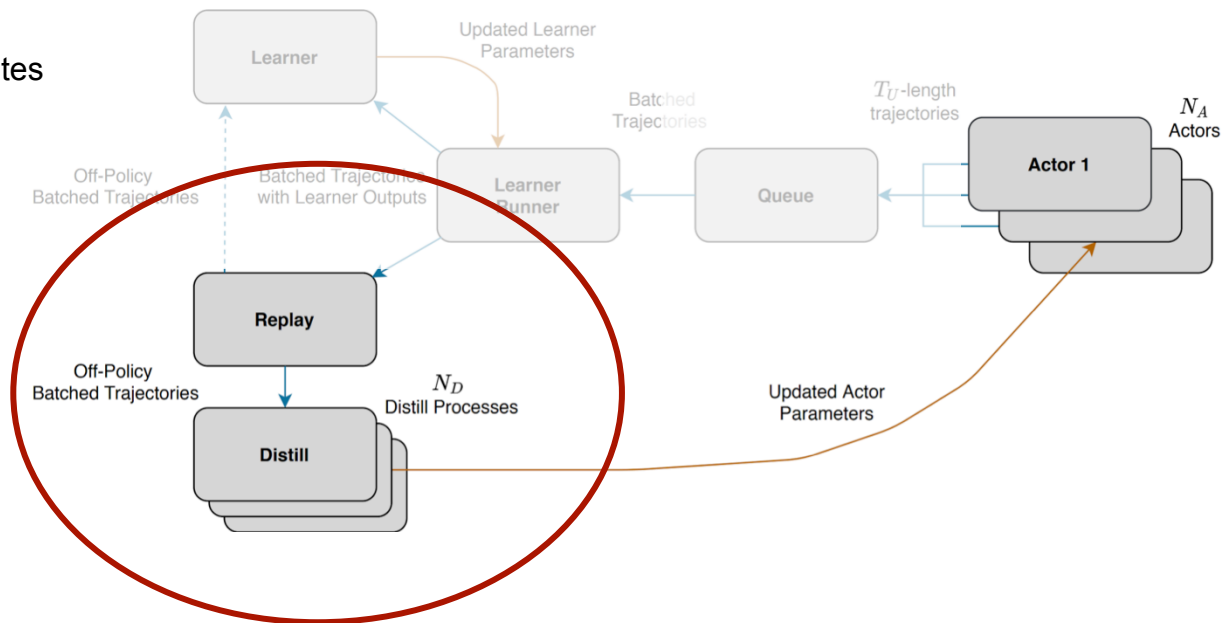 tes
Learner
Updated Learner
Parameters
Batched
Trajectories
T_U-length
trajectories
N_A
Actors
Actor 1
Off-Policy
Batched Trajectories
Batched Trajectories
with Learner Outputs
Learner
Runner
Queue
Replay
Off-Policy
Batched Trajectories
N_D
Distill Processes
Updated Actor
Parameters
Distill